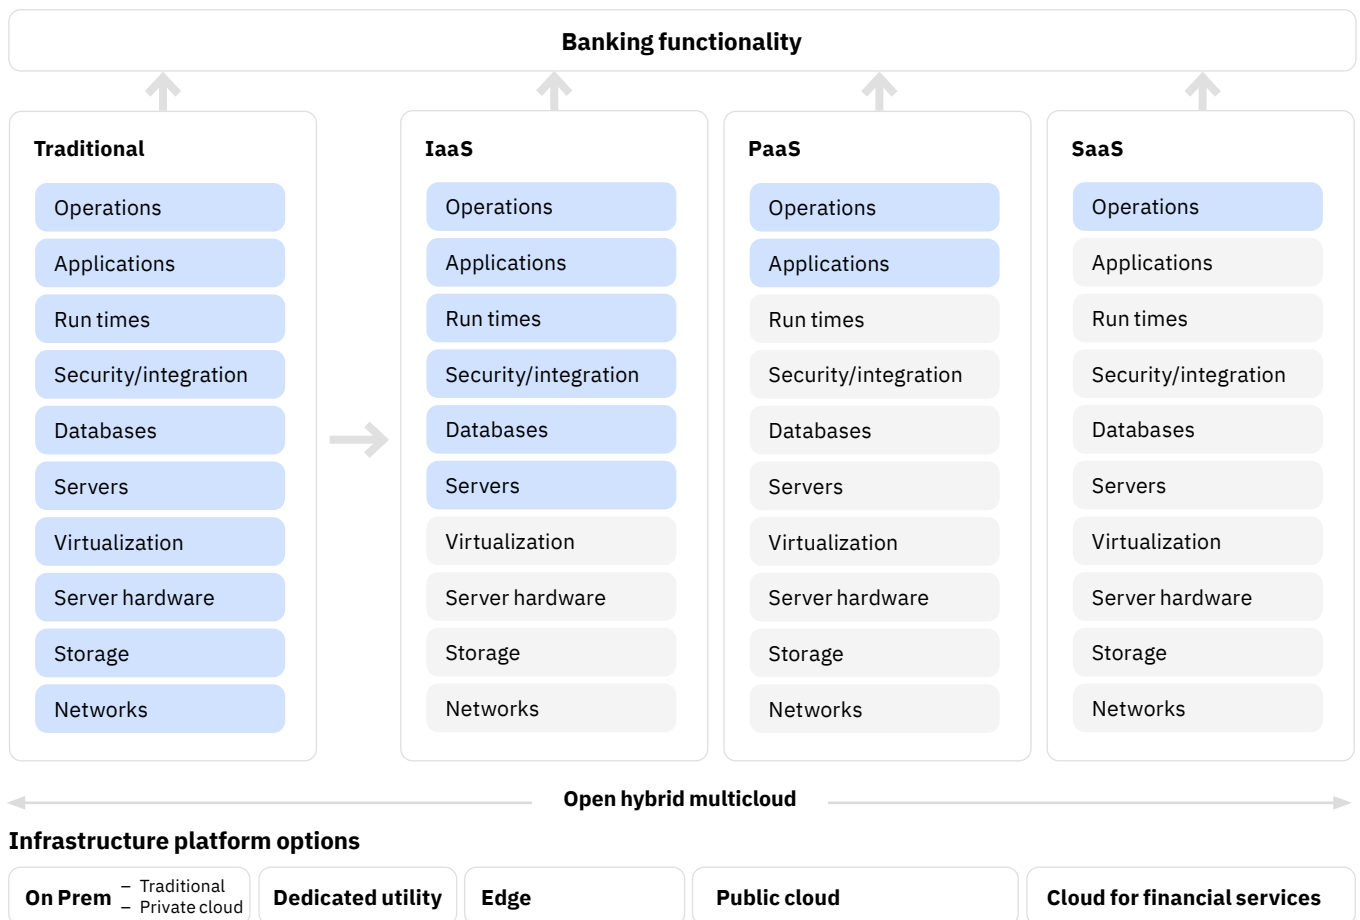 Banking functionality
Traditional
Operations
Applications
Run times
Security/integration
Databases
Servers
Virtualization
Server hardware
Storage
Networks
IaaS
Operations
Applications
Run times
Security/integration
Databases
Servers
Virtualization
Server hardware
Storage
Networks
PaaS
Operations
Applications
Run times
Security/integration
Databases
Servers
Virtualization
Server hardware
Storage
Networks
SaaS
Operations
Applications
Run times
Security/integration
Databases
Servers
Virtualization
Server hardware
Storage
Networks
Open hybrid multicloud
Infrastructure platform options
On Prem
– Traditional
– Private cloud
Dedicated utility
Edge
Public cloud
Cloud for financial services